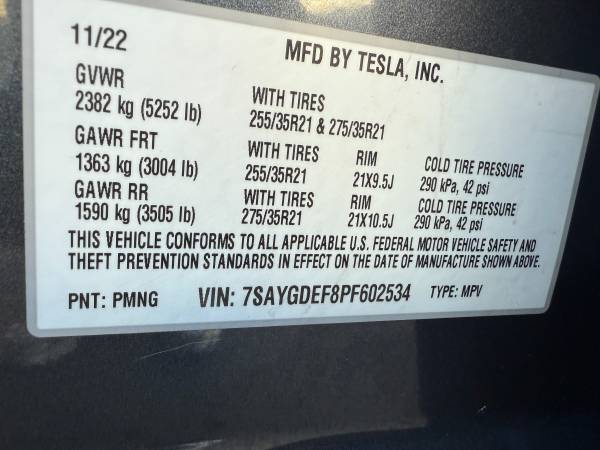 11/22 MFD BY TESLA, INC.
GVWR
2382 kg (5252 lb) WITH TIRES
255/35R21 & 275/35R21
GAWR FRT WITH TIRES RIM COLD TIRE PRESSURE
1363 kg (3004 lb) 255/35R21 21X9.5J 290 kPa, 42 psi
GAWR RR WITH TIRES RIM COLD TIRE PRESSURE
1590 kg (3505 lb) 275/35R21 21X10.5J 290 kPa, 42 psi
THIS VEHICLE CONFORMS TO ALL APPLICABLE U.S. FEDERAL MOTOR VEHICLE SAFETY AND
THEFT PREVENTION STANDARDS IN EFFECT ON THE DATE OF MANUFACTURE SHOWN ABOVE.
PNT: PMNG VIN: 7SAYGDEF8PF602534 TYPE: MPV